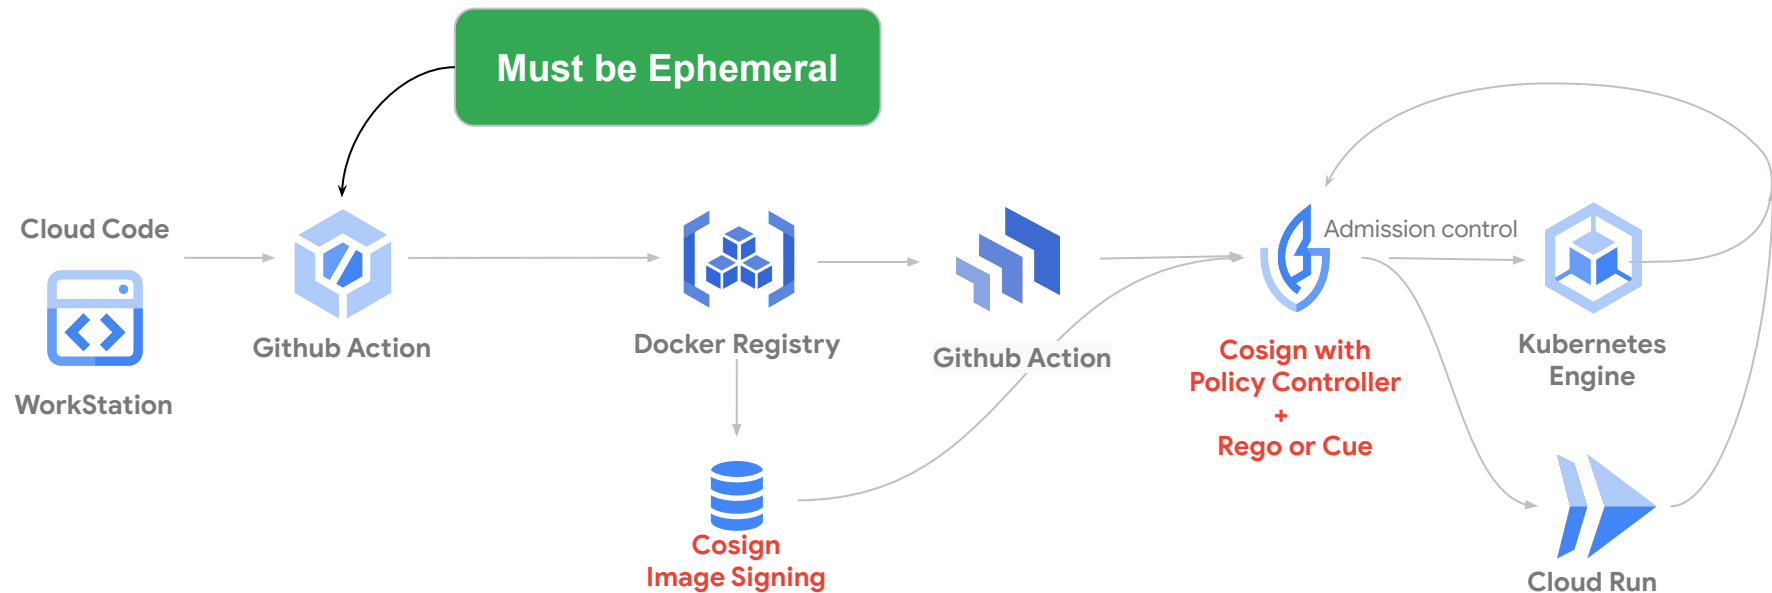 Must be Ephemeral
Cloud Code
WorkStation
Github Action
Docker Registry
Cosign
Image Signing
Github Action
Cosign with
Policy Controller
+
Rego or Cue
Admission control
Kubernetes
Engine
Cloud Run